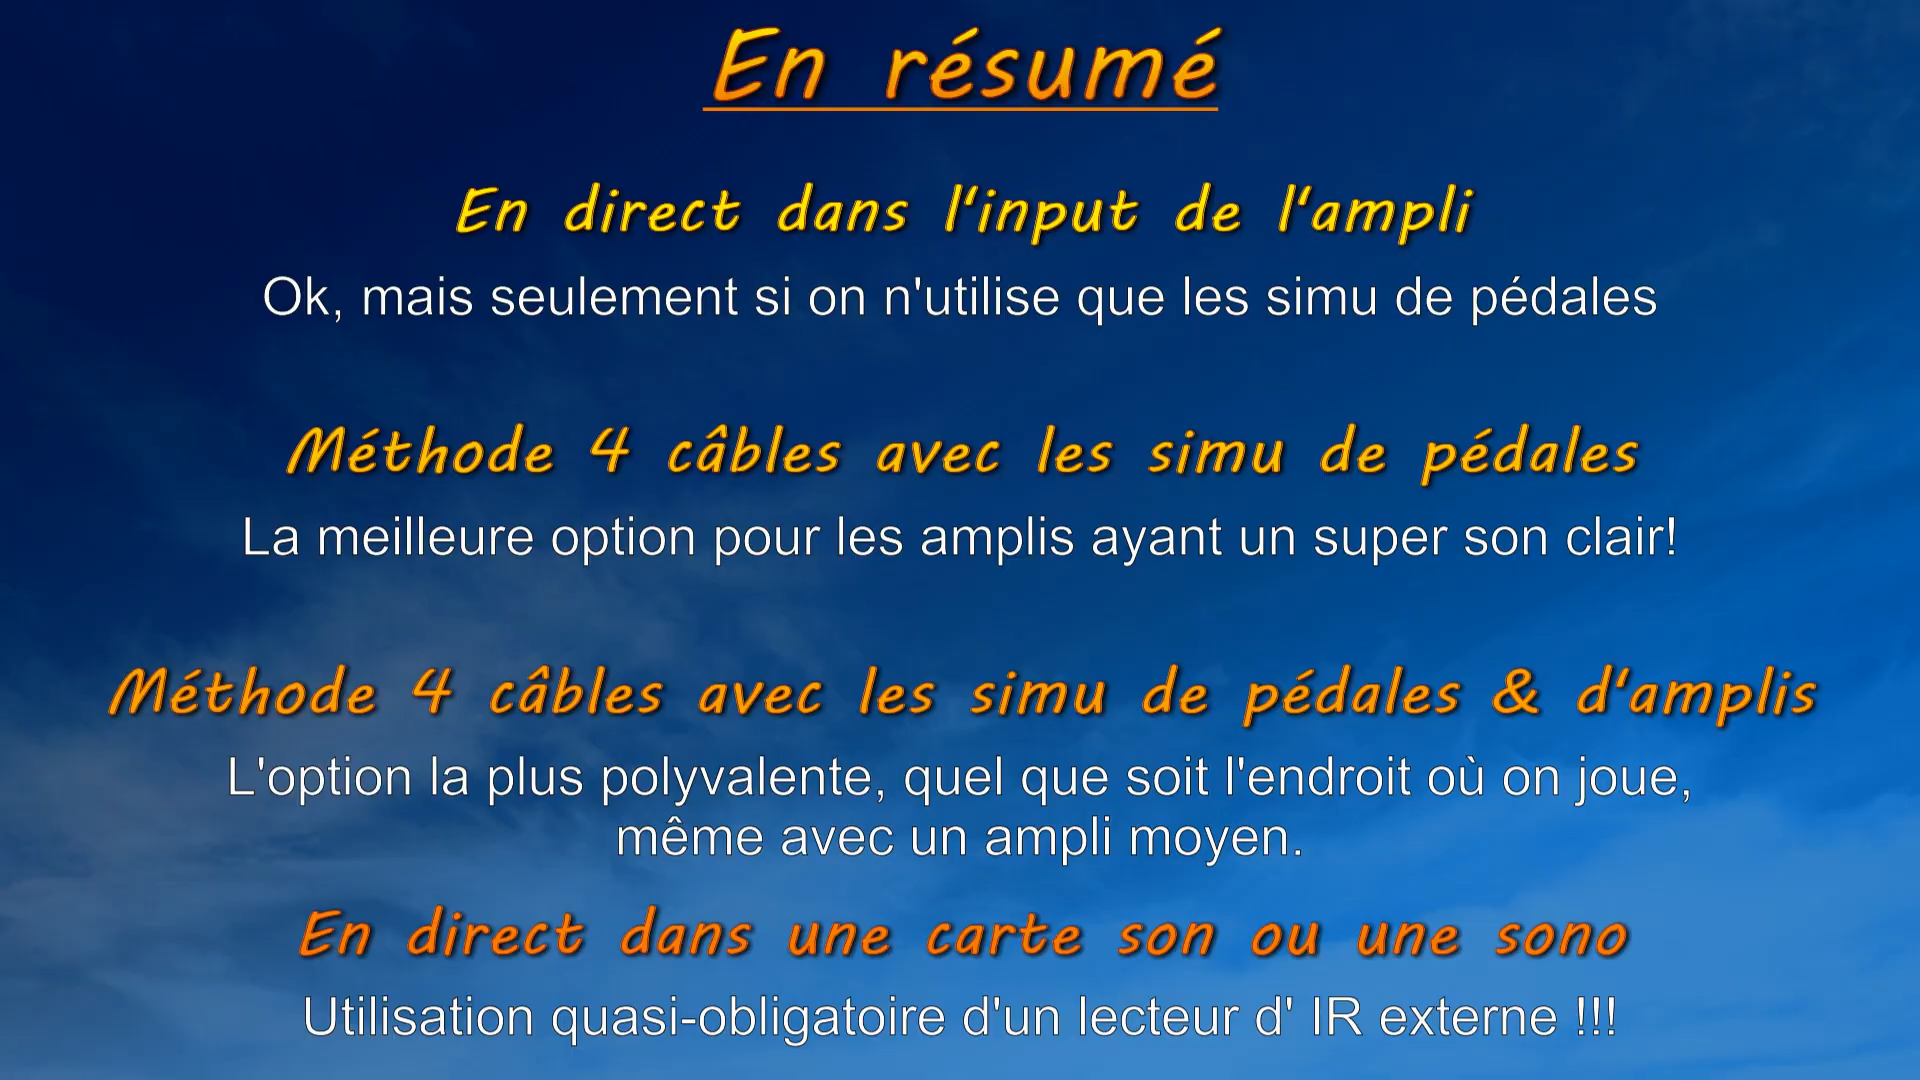 En résumé
En direct dans l'input de l'ampli
Ok, mais seulement si on n'utilise que les simu de pédales
Méthode 4 câbles avec les simu de pédales
La meilleure option pour les amplis ayant un super son clair!
Méthode 4 câbles avec les simu de pédales & d'amplis
L'option la plus polyvalente, quel que soit l'endroit où on joue,
même avec un ampli moyen.
En direct dans une carte son ou une sono
Utilisation quasi-obligatoire d'un lecteur d' IR externe !!!